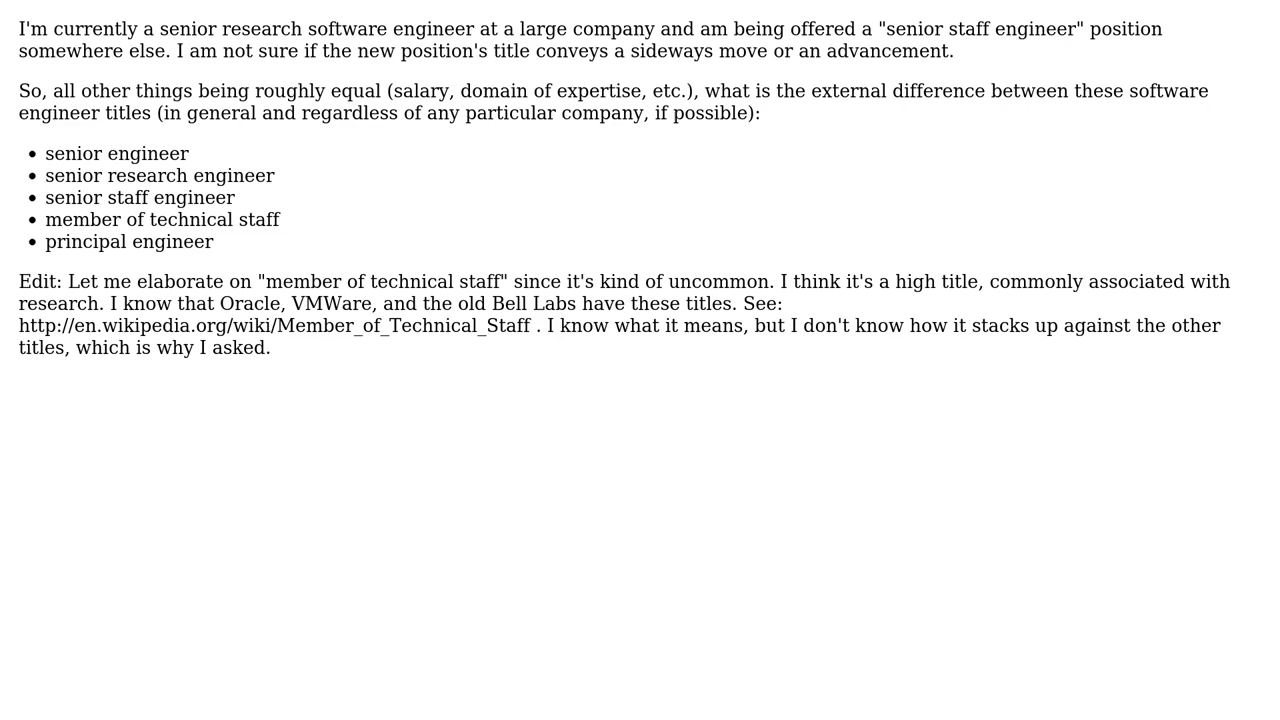 I'm currently a senior research software engineer at a large company and am being offered a "senior staff engineer" position
somewhere else. I am not sure if the new position's title conveys a sideways move or an advancement.
So, all other things being roughly equal (salary, domain of expertise, etc.), what is the external difference between these software
engineer titles (in general and regardless of any particular company, if possible):
• senior engineer
• senior research engineer
• senior staff engineer
• member of technical staff
• principal engineer
Edit: Let me elaborate on "member of technical staff" since it's kind of uncommon. I think it's a high title, commonly associated with
research. I know that Oracle, VMWare, and the old Bell Labs have these titles. See:
http://en.wikipedia.org/wiki/Member_of_Technical_Staff . I know what it means, but I don't know how it stacks up against the other
titles, which is why I asked.